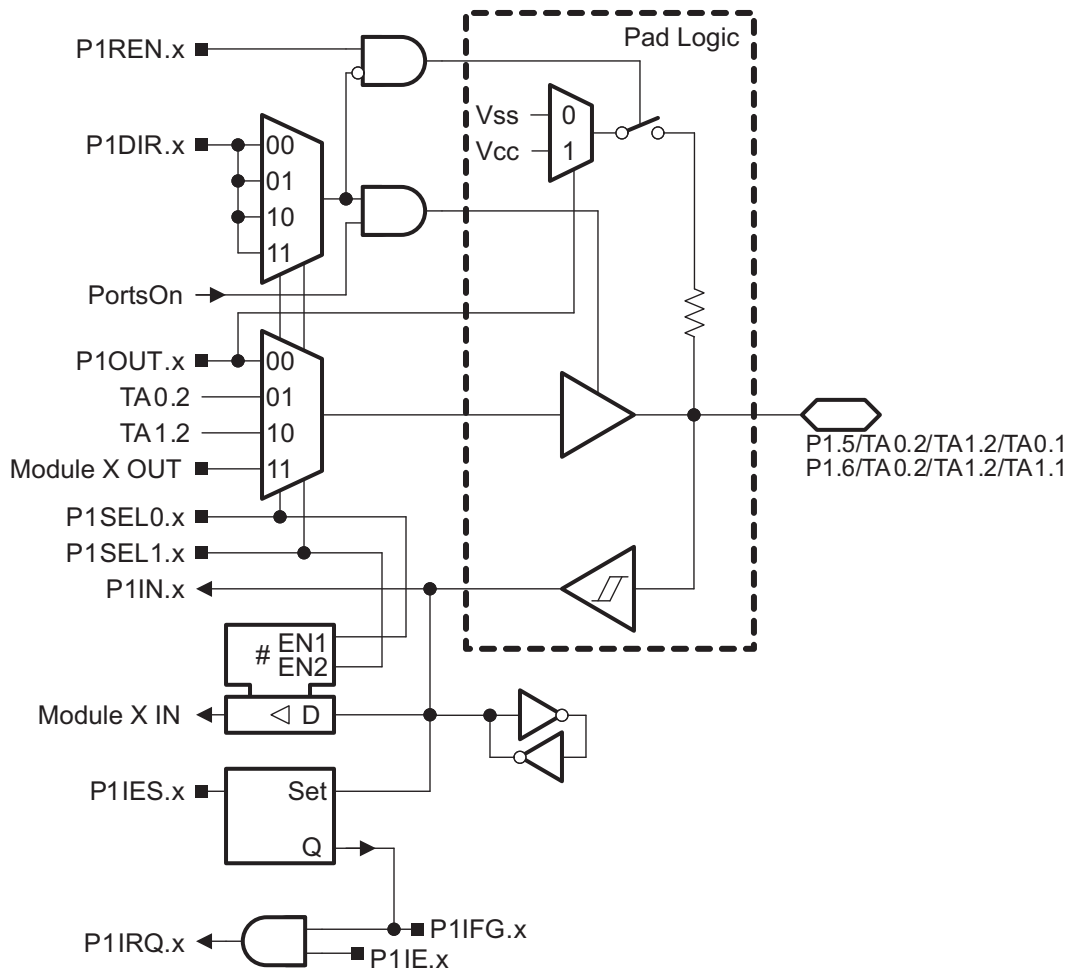 Pad Logic
P1REN.x
Vss
0
Vcc
1
P1DIR.x
00
01
10
11
PortsOn
P1OUT.x
00
TA0.2
01
TA1.2
10
Module X OUT
11
P1.5/TA0.2/TA1.2/TA0.1
P1.6/TA0.2/TA1.2/TA1.1
P1SEL0.x
P1SEL1.x
P1IN.x
# EN1
EN2
Module X IN
D
P1IES.x
Set
Q
P1IFG.x
P1IRQ.x
P1IE.x